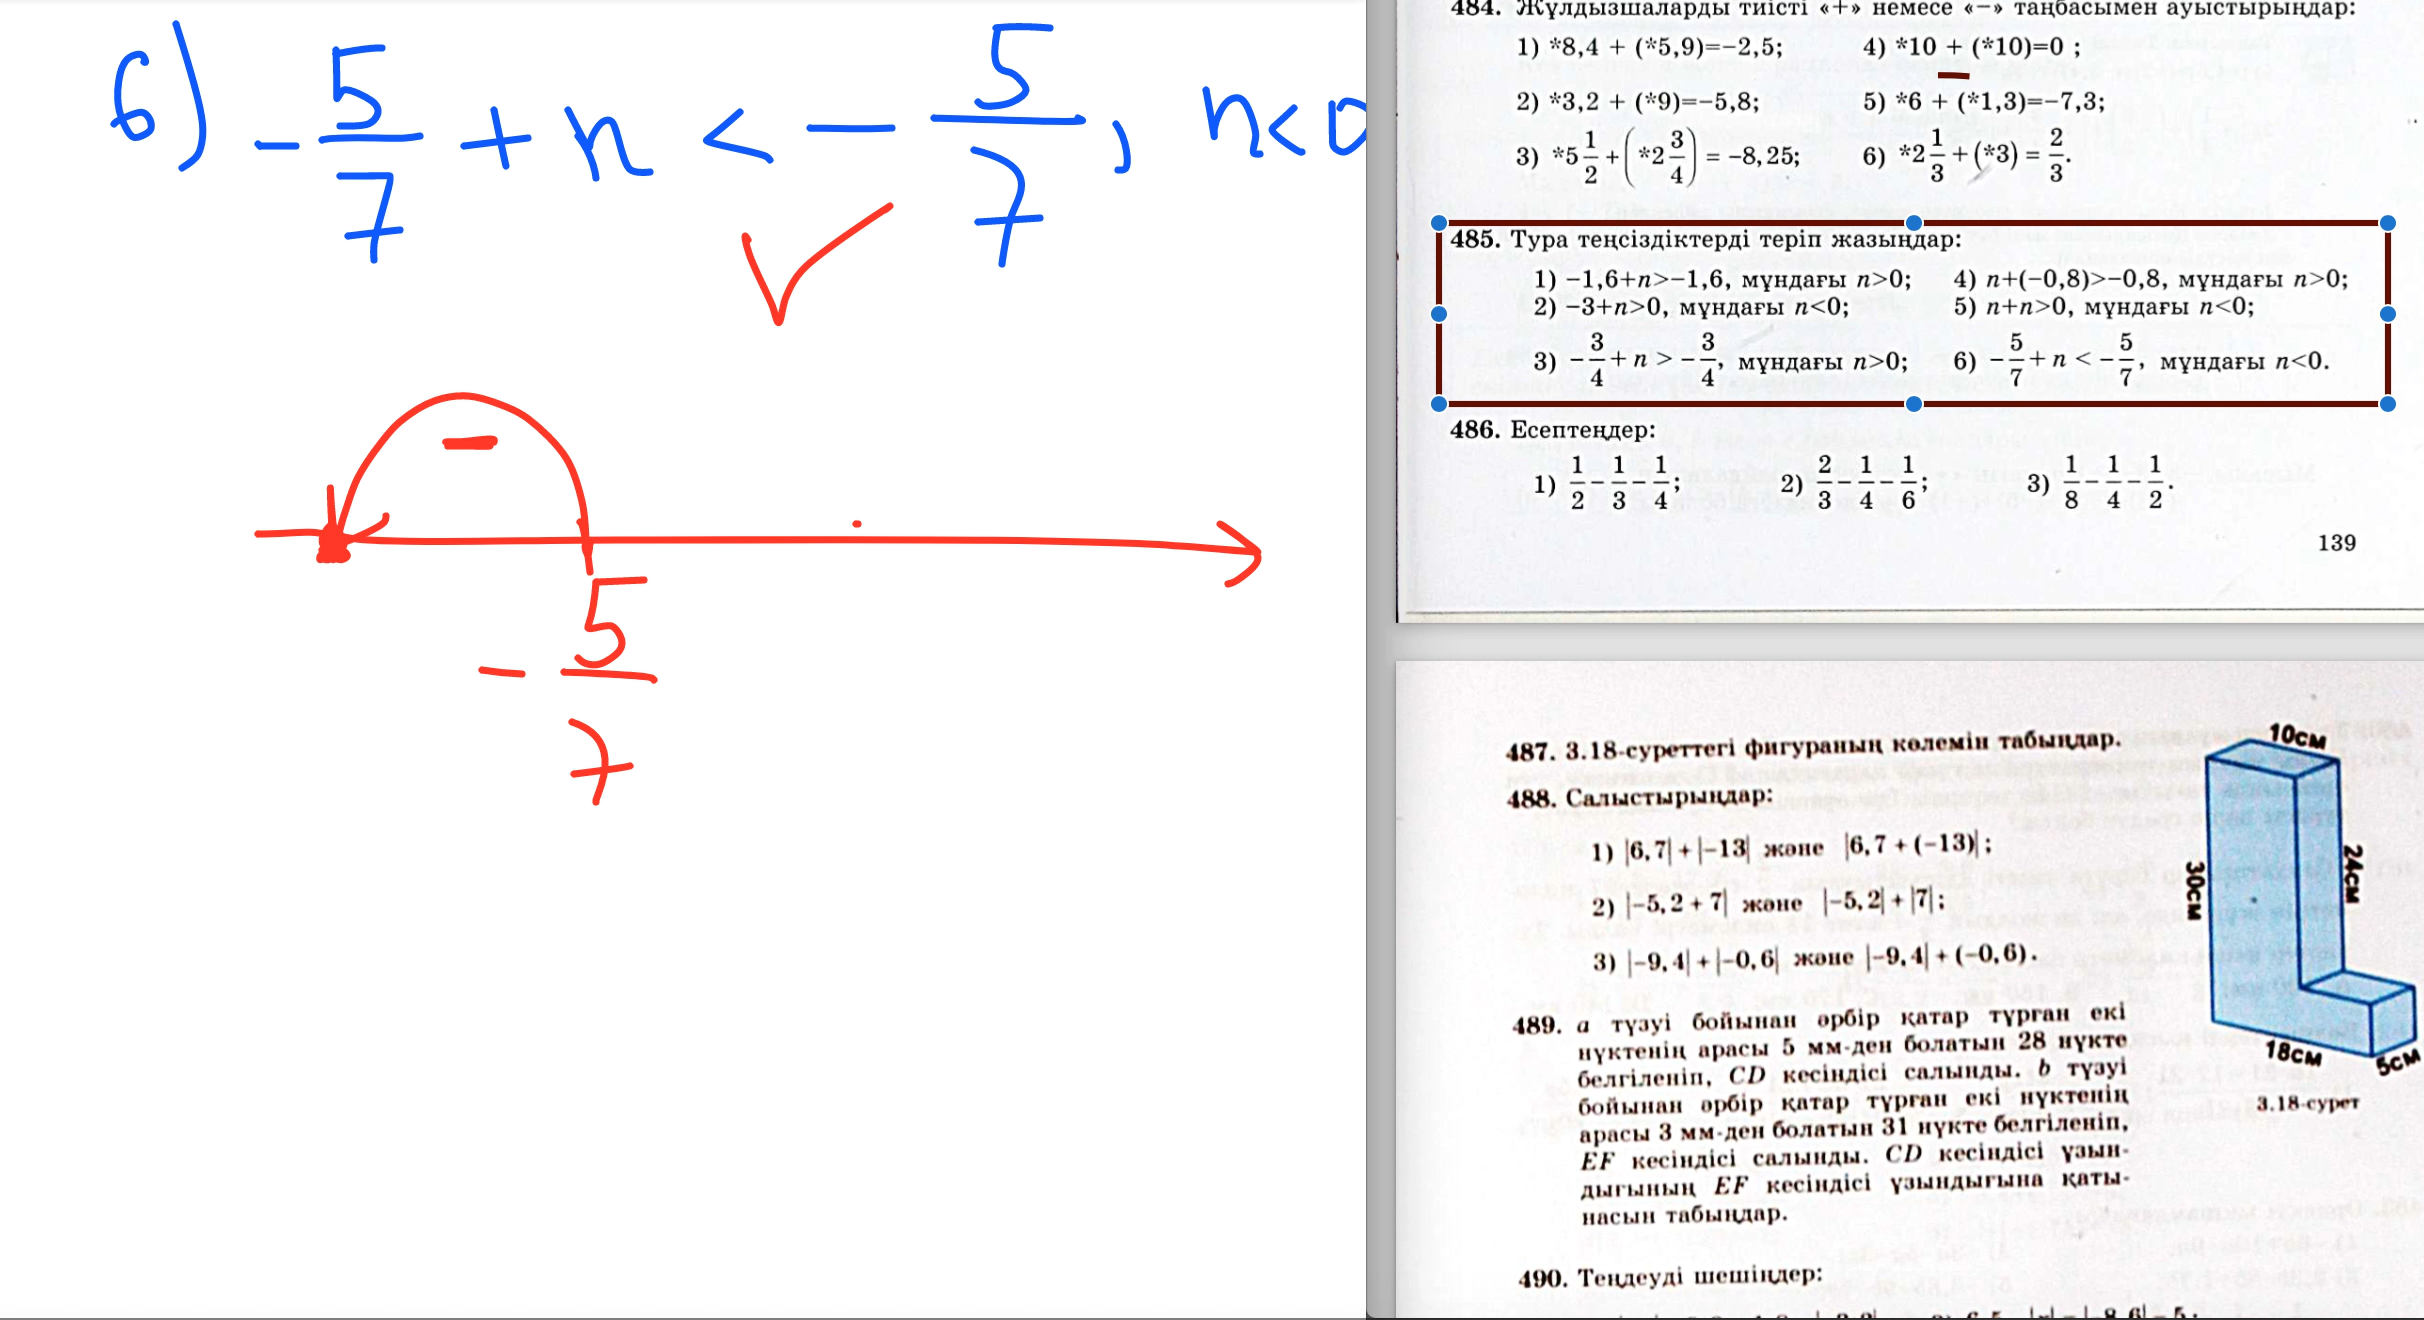 6) -5/7 + n < -5/7, n<0
-
-5/7
484. Жұлдызшаларды тиісті «+» немесе «−» таңбасымен ауыстырыңдар:
1) *8,4 + (*5,9)=−2,5; 4) *10 + (*10)=0 ;
2) *3,2 + (*9)=−5,8; 5) *6 + (*1,3)=−7,3;
3) *5 1/2 + (*2 3/4) = −8,25; 6) *2 1/3 + (*3) = 2/3.
485. Тура теңсіздіктерді теріп жазыңдар:
1) −1,6+n>−1,6, мұндағы n>0; 4) n+(−0,8)>−0,8, мұндағы n>0;
2) −3+n>0, мұндағы n<0; 5) n+n>0, мұндағы n<0;
3) −3/4 + n > −3/4, мұндағы n>0; 6) −5/7 + n < −5/7, мұндағы n<0.
486. Есептеңдер:
1) 1/2 − 1/3 − 1/4; 2) 2/3 − 1/4 − 1/6; 3) 1/8 − 1/4 − 1/2.
139
487. 3.18-суреттегі фигураның көлемін табыңдар.
488. Салыстырыңдар:
1) |6,7| + |−13| және |6,7 + (−13)| ;
2) |−5,2 + 7| және |−5,2| + |7| ;
3) |−9,4| + |−0,6| және |−9,4| + (−0,6).
10см
30см
24см
18см
5см
3.18-сурет
489. a түзуі бойынан әрбір қатар тұрған екі
нүктенің арасы 5 мм-ден болатын 28 нүкте
белгіленіп, CD кесіндісі салынды. b түзуі
бойынан әрбір қатар тұрған екі нүктенің
арасы 3 мм-ден болатын 31 нүкте белгіленіп,
EF кесіндісі салынды. CD кесіндісі ұзын-
дығының EF кесіндісі ұзындығына қаты-
насын табыңдар.
490. Теңдеуді шешіңдер: